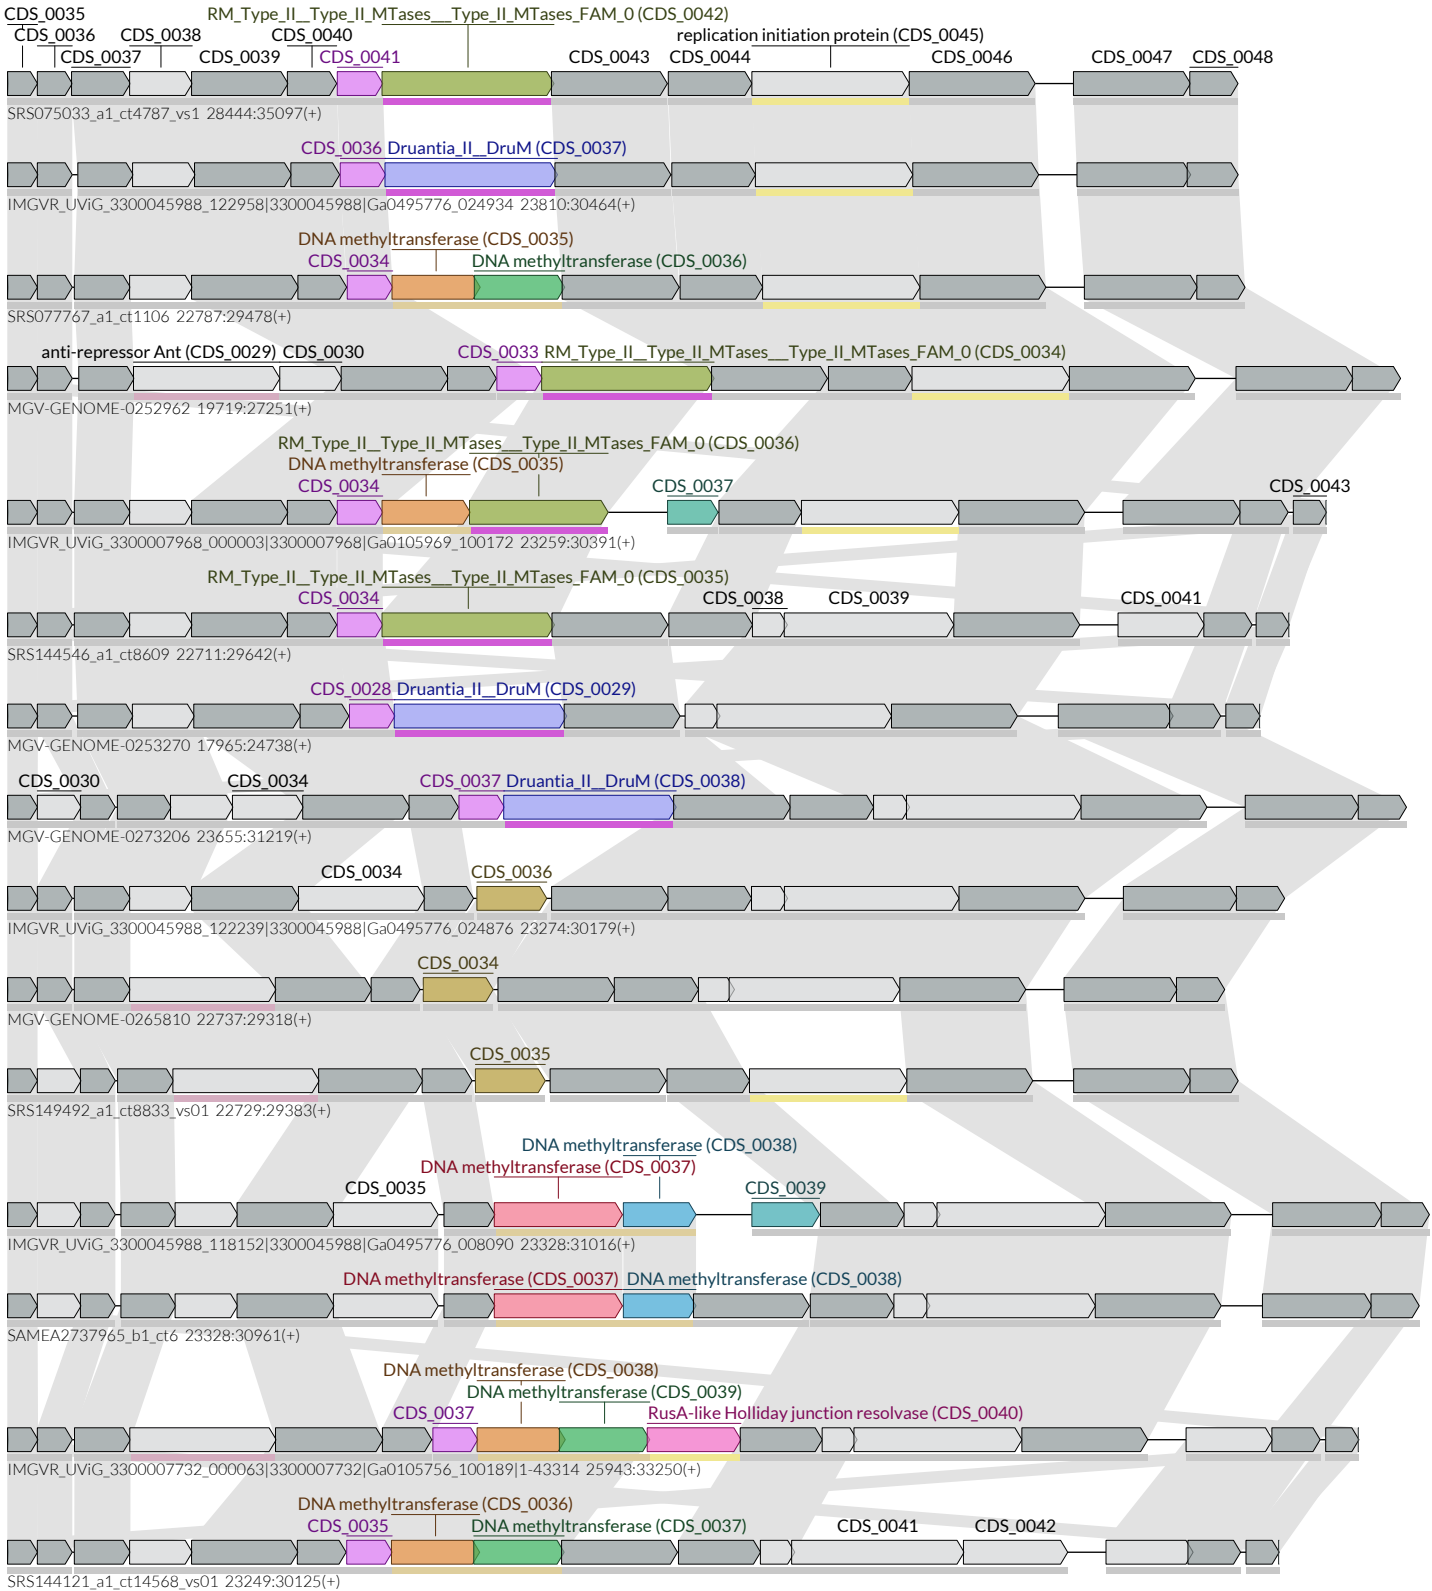 CDS_0035 RM_Type_II__Type_II_MTases___Type_II_MTases_FAM_0 (CDS_0042)
CDS_0036 CDS_0038 CDS_0040 replication initiation protein (CDS_0045)
CDS_0037 CDS_0039 CDS_0041 CDS_0043 CDS_0044 CDS_0046 CDS_0047 CDS_0048
SRS075033_a1_ct4787_vs1 28444:35097(+)
CDS_0036 Druantia_II__DruM (CDS_0037)
IMGVR_UViG_3300045988_122958|3300045988|Ga0495776_024934 23810:30464(+)
DNA methyltransferase (CDS_0035)
CDS_0034 DNA methyltransferase (CDS_0036)
SRS077767_a1_ct1106 22787:29478(+)
anti-repressor Ant (CDS_0029) CDS_0030 CDS_0033 RM_Type_II__Type_II_MTases___Type_II_MTases_FAM_0 (CDS_0034)
MGV-GENOME-0252962 19719:27251(+)
RM_Type_II__Type_II_MTases___Type_II_MTases_FAM_0 (CDS_0036)
DNA methyltransferase (CDS_0035)
CDS_0034 CDS_0037 CDS_0043
IMGVR_UViG_3300007968_000003|3300007968|Ga0105969_100172 23259:30391(+)
RM_Type_II__Type_II_MTases___Type_II_MTases_FAM_0 (CDS_0035)
CDS_0034 CDS_0038 CDS_0039 CDS_0041
SRS144546_a1_ct8609 22711:29642(+)
CDS_0028 Druantia_II__DruM (CDS_0029)
MGV-GENOME-0253270 17965:24738(+)
CDS_0030 CDS_0034 CDS_0037 Druantia_II__DruM (CDS_0038)
MGV-GENOME-0273206 23655:31219(+)
CDS_0034 CDS_0036
IMGVR_UViG_3300045988_122239|3300045988|Ga0495776_024876 23274:30179(+)
CDS_0034
MGV-GENOME-0265810 22737:29318(+)
CDS_0035
SRS149492_a1_ct8833_vs01 22729:29383(+)
DNA methyltransferase (CDS_0038)
DNA methyltransferase (CDS_0037)
CDS_0035 CDS_0039
IMGVR_UViG_3300045988_118152|3300045988|Ga0495776_008090 23328:31016(+)
DNA methyltransferase (CDS_0037) DNA methyltransferase (CDS_0038)
SAMEA2737965_b1_ct6 23328:30961(+)
DNA methyltransferase (CDS_0038)
DNA methyltransferase (CDS_0039)
CDS_0037 RusA-like Holliday junction resolvase (CDS_0040)
IMGVR_UViG_3300007732_000063|3300007732|Ga0105756_100189|1-43314 25943:33250(+)
DNA methyltransferase (CDS_0036)
CDS_0035 DNA methyltransferase (CDS_0037) CDS_0041 CDS_0042
SRS144121_a1_ct14568_vs01 23249:30125(+)